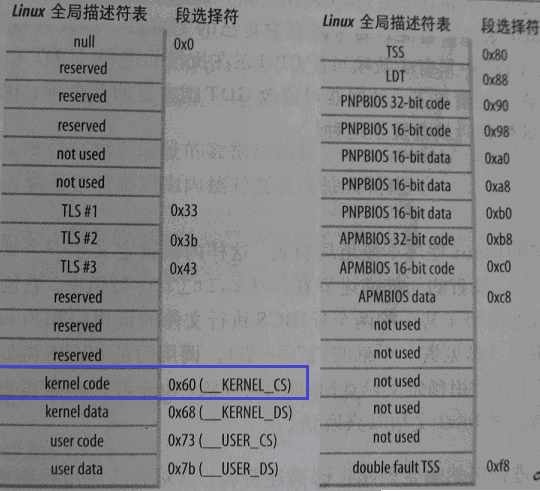 Linux 全局描述符表 段选择符
null 0x0
reserved
reserved
reserved
not used
not used
TLS #1 0x33
TLS #2 0x3b
TLS #3 0x43
reserved
reserved
reserved
kernel code 0x60 (__KERNEL_CS)
kernel data 0x68 (__KERNEL_DS)
user code 0x73 (__USER_CS)
user data 0x7b (__USER_DS)
Linux 全局描述符表 段选择符
TSS 0x80
LDT 0x88
PNPBIOS 32-bit code 0x90
PNPBIOS 16-bit code 0x98
PNPBIOS 16-bit data 0xa0
PNPBIOS 16-bit data 0xa8
PNPBIOS 16-bit data 0xb0
APMBIOS 32-bit code 0xb8
APMBIOS 16-bit code 0xc0
APMBIOS data 0xc8
not used
not used
not used
not used
not used
double fault TSS 0xf8